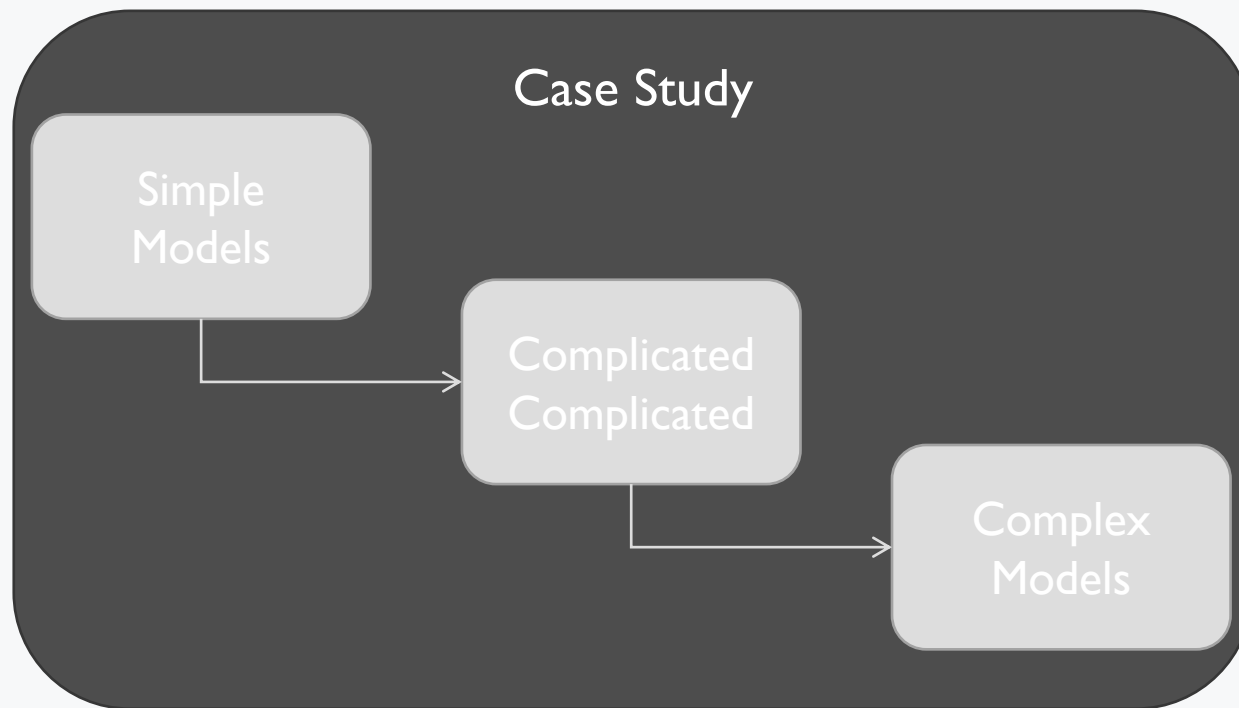 Case Study
Simple
Models
Complicated
Complicated
Complex
Models